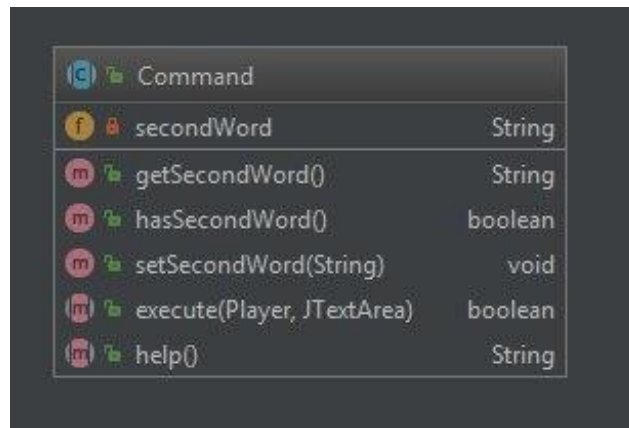 Command
secondWord String
getSecondWord() String
hasSecondWord() boolean
setSecondWord(String) void
execute(Player, JTextArea) boolean
help() String